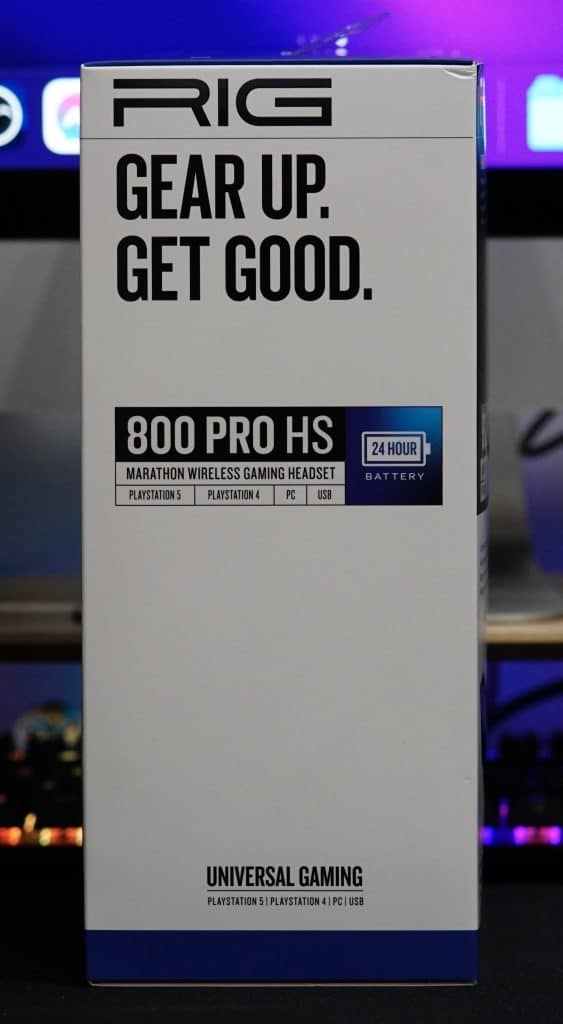 RIG
GEAR UP.
GET GOOD.
800 PRO HS
MARATHON WIRELESS GAMING HEADSET
PLAYSTATION 5 PLAYSTATION 4 PC USB
24 HOUR
BATTERY
UNIVERSAL GAMING
PLAYSTATION 5 | PLAYSTATION 4 | PC | USB